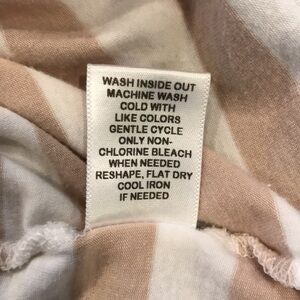 WASH INSIDE OUT
MACHINE WASH
COLD WITH
LIKE COLORS
GENTLE CYCLE
ONLY NON-
CHLORINE BLEACH
WHEN NEEDED
RESHAPE, FLAT DRY
COOL IRON
IF NEEDED